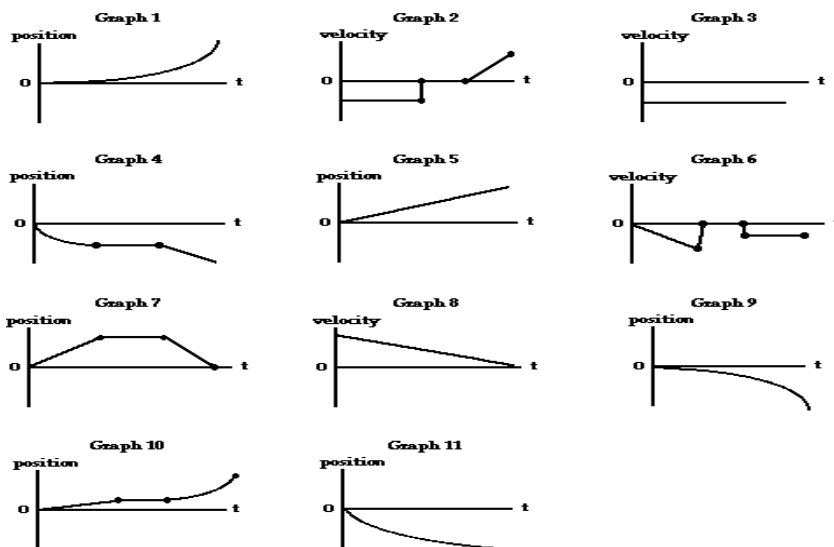 Graph 1
position
0
t
Graph 2
velocity
0
t
Graph 3
velocity
0
t
Graph 4
position
0
t
Graph 5
position
0
t
Graph 6
velocity
0
t
Graph 7
position
0
t
Graph 8
velocity
0
t
Graph 9
position
0
t
Graph 10
position
0
t
Graph 11
position
0
t